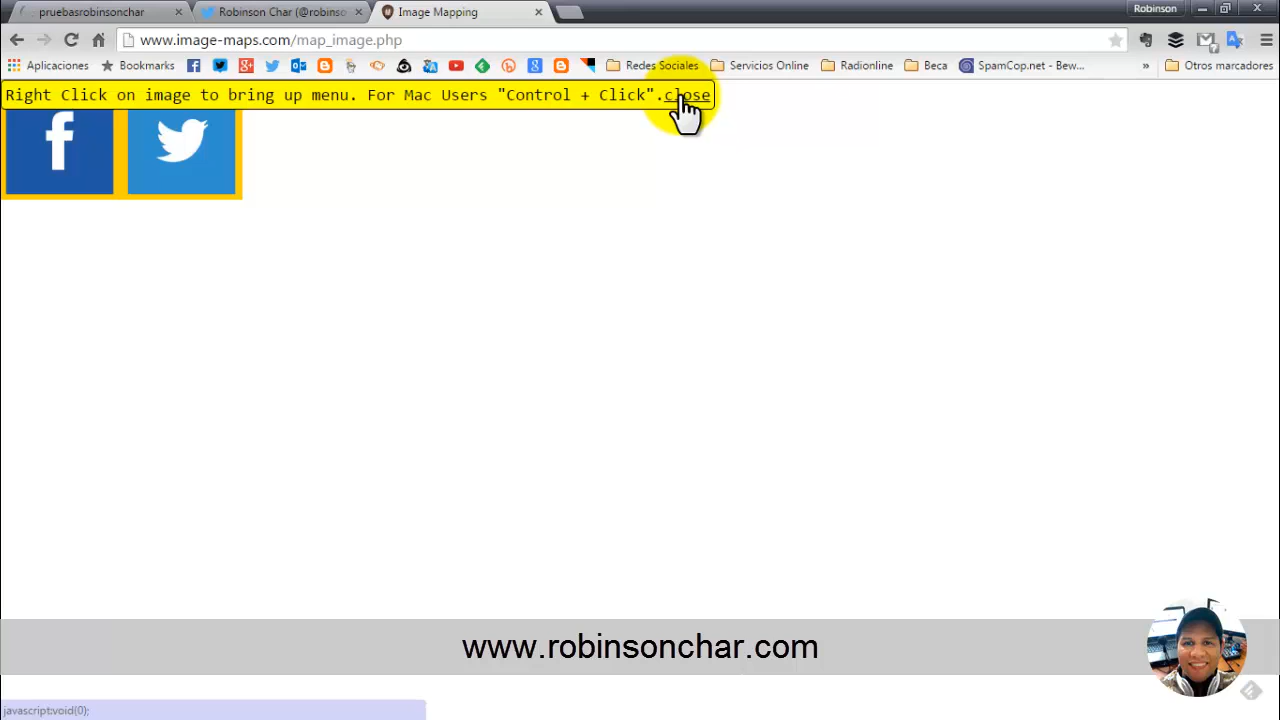 pruebasrobinsonchar
Robinson Char (@robinso
Image Mapping
Robinson
www.image-maps.com/map_image.php
Aplicaciones
Bookmarks
Redes Sociales
Servicios Online
Radionline
Beca
SpamCop.net - Bew...
»
Otros marcadores
Right Click on image to bring up menu. For Mac Users "Control + Click".close
www.robinsonchar.com
javascript:void(0);